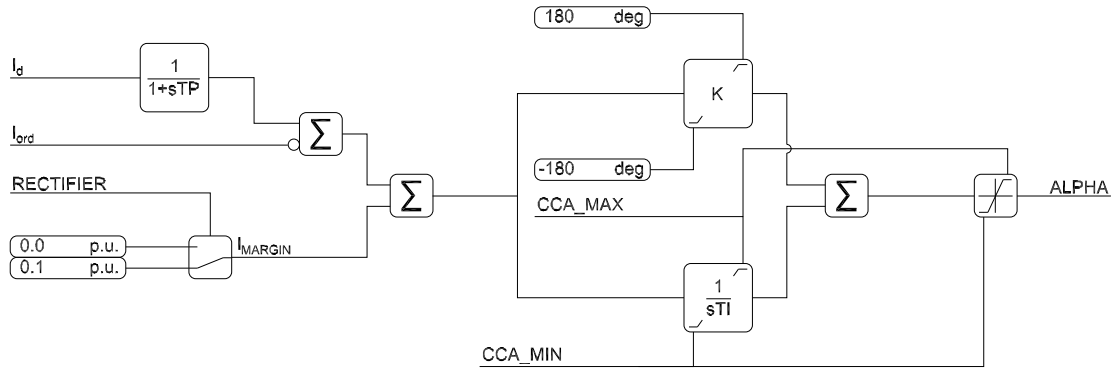 180 deg
I_d
1
1+sTP
K
Σ
I_ord
RECTIFIER
-180 deg
Σ
CCA_MAX
Σ
ALPHA
0.0 p.u.
I_MARGIN
0.1 p.u.
1
sTI
CCA_MIN